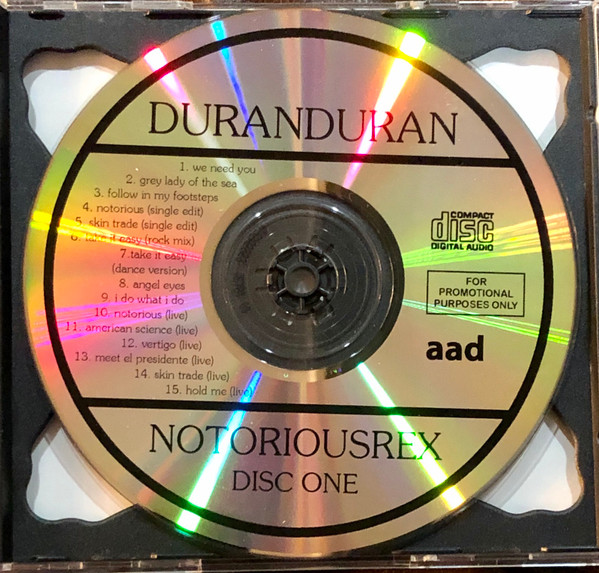 DURANDURAN
1. we need you
2. grey lady of the sea
3. follow in my footsteps
4. notorious (single edit)
5. skin trade (single edit)
6. take it easy (rock mix)
7.take it easy
(dance version)
8. angel eyes
9. i do what i do
10. notorious (live)
11. american science (live)
12. vertigo (live)
13. meet el presidente (live)
14. skin trade (live)
15. hold me (live)
COMPACT
disc
DIGITAL AUDIO
FOR
PROMOTIONAL
PURPOSES ONLY
aad
NOTORIOUSREX
DISC ONE